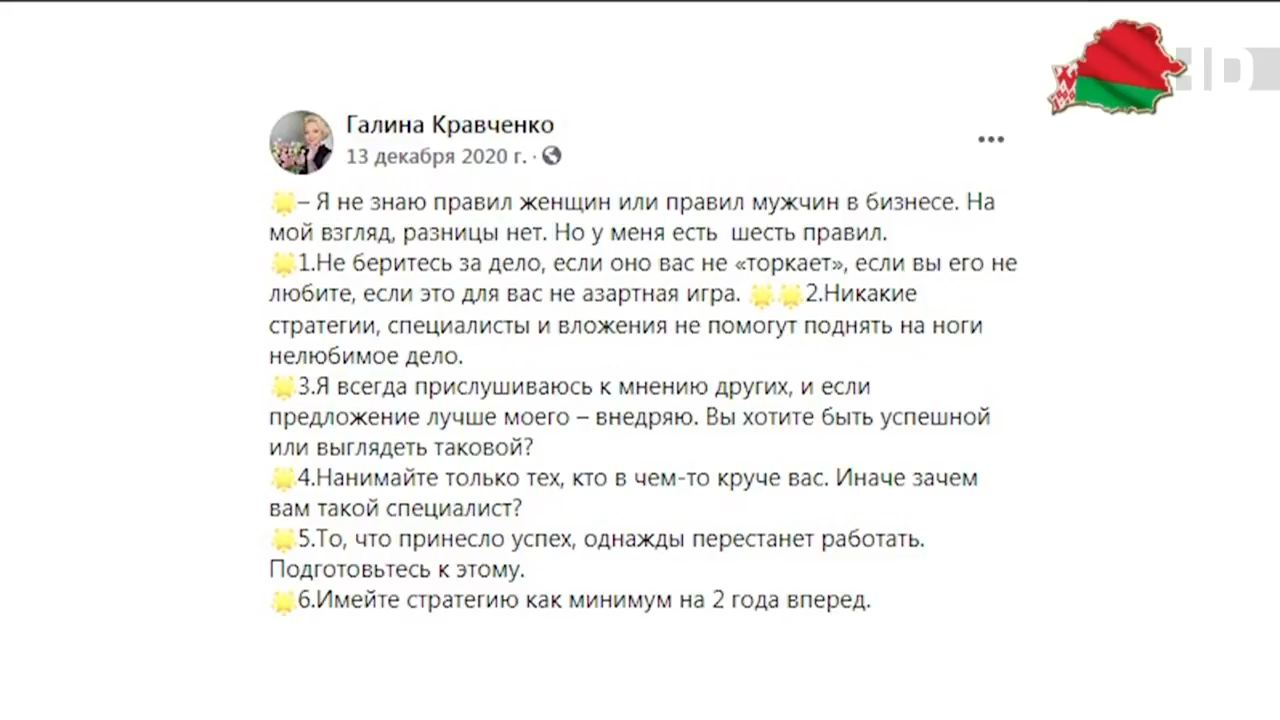 HD
Галина Кравченко
13 декабря 2020 г. ·
– Я не знаю правил женщин или правил мужчин в бизнесе. На
мой взгляд, разницы нет. Но у меня есть  шесть правил.
1.Не беритесь за дело, если оно вас не «торкает», если вы его не
любите, если это для вас не азартная игра. 🌟🌟2.Никакие
стратегии, специалисты и вложения не помогут поднять на ноги
нелюбимое дело.
🌟3.Я всегда прислушиваюсь к мнению других, и если
предложение лучше моего – внедряю. Вы хотите быть успешной
или выглядеть таковой?
🌟4.Нанимайте только тех, кто в чем-то круче вас. Иначе зачем
вам такой специалист?
🌟5.То, что принесло успех, однажды перестанет работать.
Подготовьтесь к этому.
🌟6.Имейте стратегию как минимум на 2 года вперед.